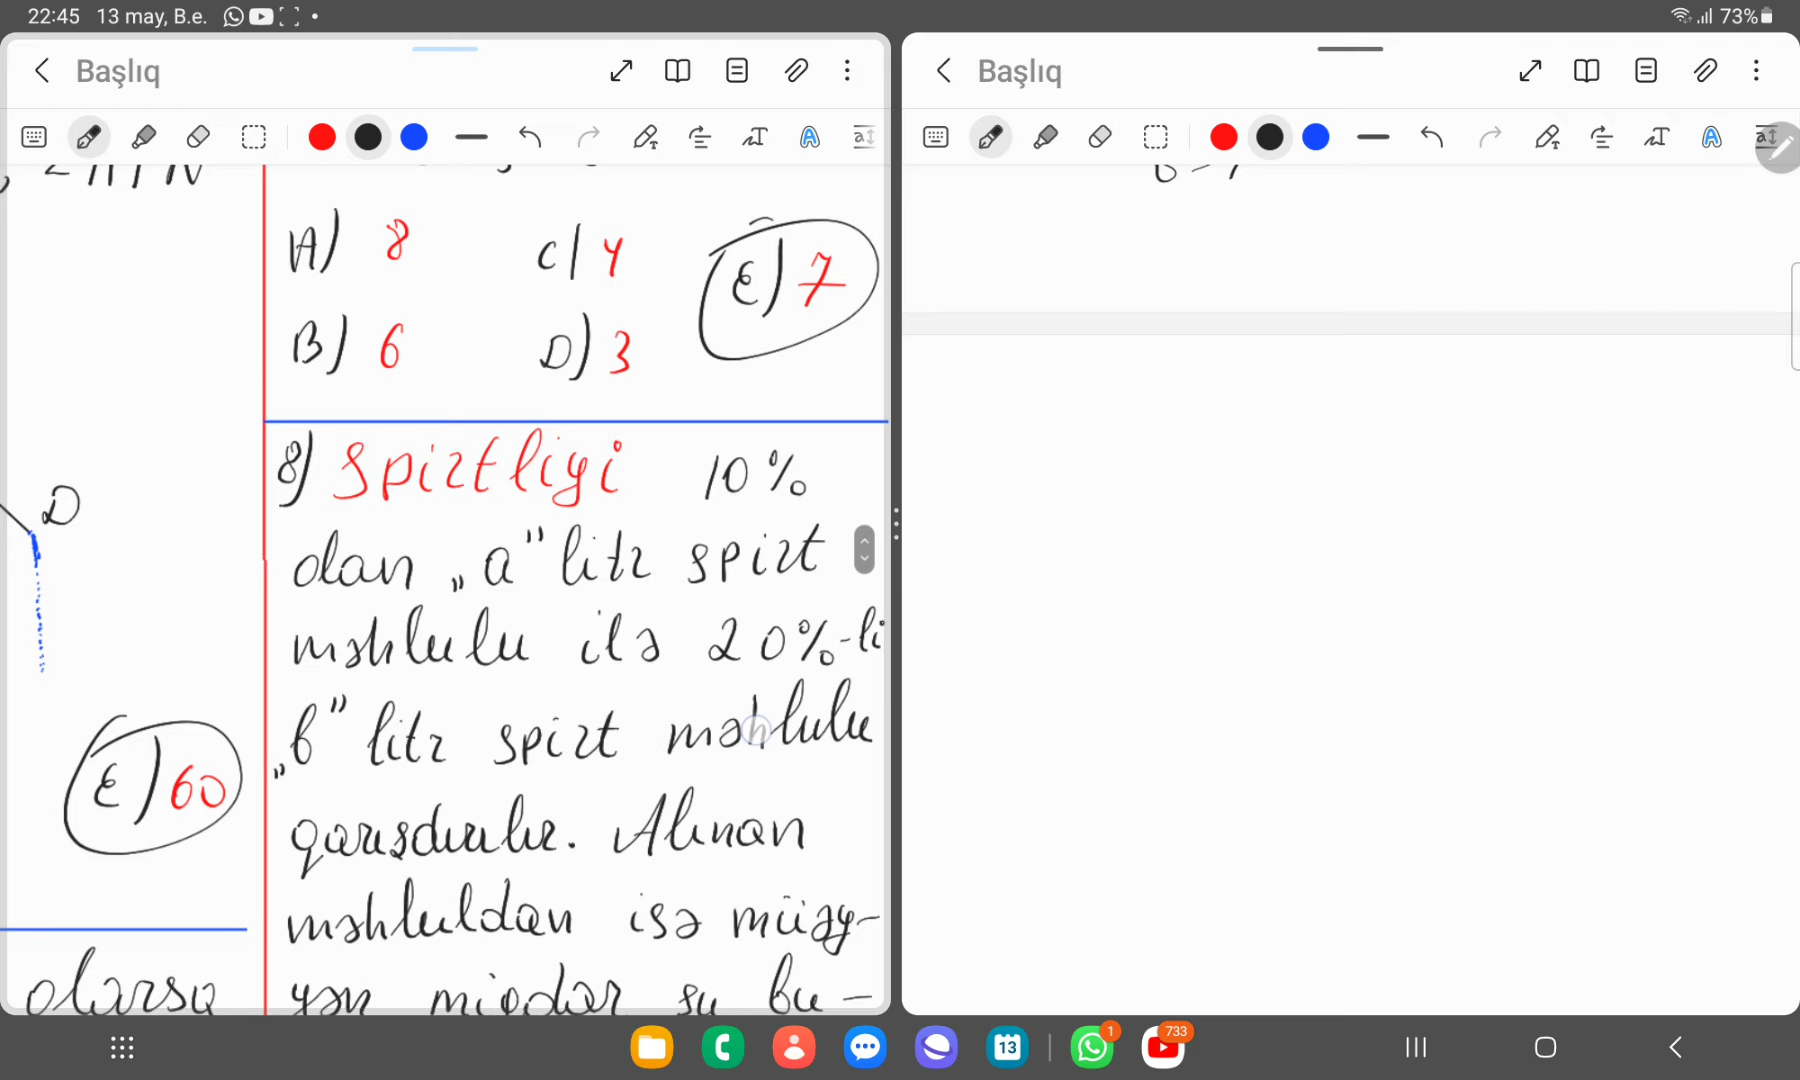 22:45 13 may, B.e.
73%
Başlıq
A) 8 C) 4 E) 7
B) 6 D) 3
8) Spirtliyi 10%
olan „a" litr spirt
məhlulu ilə 20%-li
„b" litr spirt məhlulu
qarışdırılır. Alınan
məhluldan isə müəy-
yən miqdar su bu-
D
E) 60
olarsa
Başlıq
13
1
733